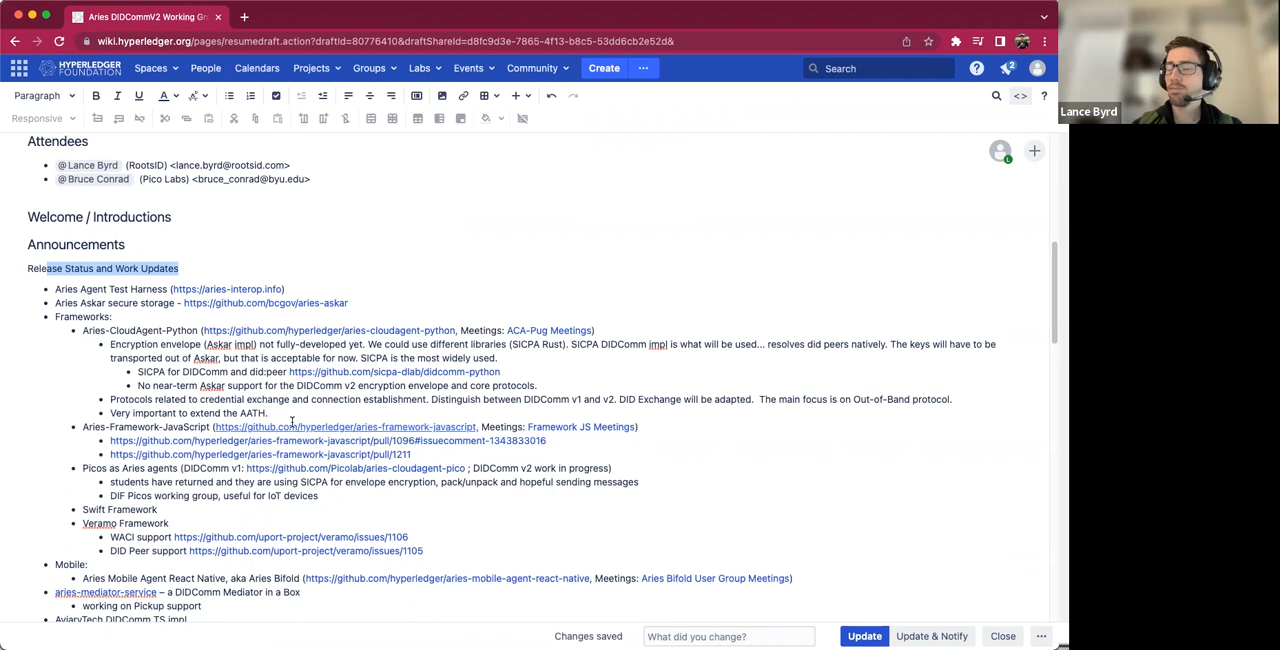 Aries DIDCommV2 Working Gr
wiki.hyperledger.org/pages/resumedraft.action?draftId=80776410&draftShareId=d8fc9d3e-7865-4f13-b8c5-53dd6cb2e52d&
HYPERLEDGER FOUNDATION Spaces People Calendars Projects Groups Labs Events Community Create ··· Search 2
Paragraph B I U A
Responsive
Lance Byrd
Attendees
@Lance Byrd (RootsID) <lance.byrd@rootsid.com>
@Bruce Conrad (Pico Labs) <bruce_conrad@byu.edu>
Welcome / Introductions
Announcements
Release Status and Work Updates
Aries Agent Test Harness (https://aries-interop.info)
Aries Askar secure storage - https://github.com/bcgov/aries-askar
Frameworks:
Aries-CloudAgent-Python (https://github.com/hyperledger/aries-cloudagent-python, Meetings: ACA-Pug Meetings)
Encryption envelope (Askar impl) not fully-developed yet. We could use different libraries (SICPA Rust). SICPA DIDComm impl is what will be used... resolves did peers natively. The keys will have to be
transported out of Askar, but that is acceptable for now. SICPA is the most widely used.
SICPA for DIDComm and did:peer https://github.com/sicpa-dlab/didcomm-python
No near-term Askar support for the DIDComm v2 encryption envelope and core protocols.
Protocols related to credential exchange and connection establishment. Distinguish between DIDComm v1 and v2. DID Exchange will be adapted. The main focus is on Out-of-Band protocol.
Very important to extend the AATH.
Aries-Framework-JavaScript (https://github.com/hyperledger/aries-framework-javascript, Meetings: Framework JS Meetings)
https://github.com/hyperledger/aries-framework-javascript/pull/1096#issuecomment-1343833016
https://github.com/hyperledger/aries-framework-javascript/pull/1211
Picos as Aries agents (DIDComm v1: https://github.com/Picolab/aries-cloudagent-pico ; DIDComm v2 work in progress)
students have returned and they are using SICPA for envelope encryption, pack/unpack and hopeful sending messages
DIF Picos working group, useful for IoT devices
Swift Framework
Veramo Framework
WACI support https://github.com/uport-project/veramo/issues/1106
DID Peer support https://github.com/uport-project/veramo/issues/1105
Mobile:
Aries Mobile Agent React Native, aka Aries Bifold (https://github.com/hyperledger/aries-mobile-agent-react-native, Meetings: Aries Bifold User Group Meetings)
aries-mediator-service – a DIDComm Mediator in a Box
working on Pickup support
AviaryTech DIDComm TS impl
Changes saved What did you change? Update Update & Notify Close ···